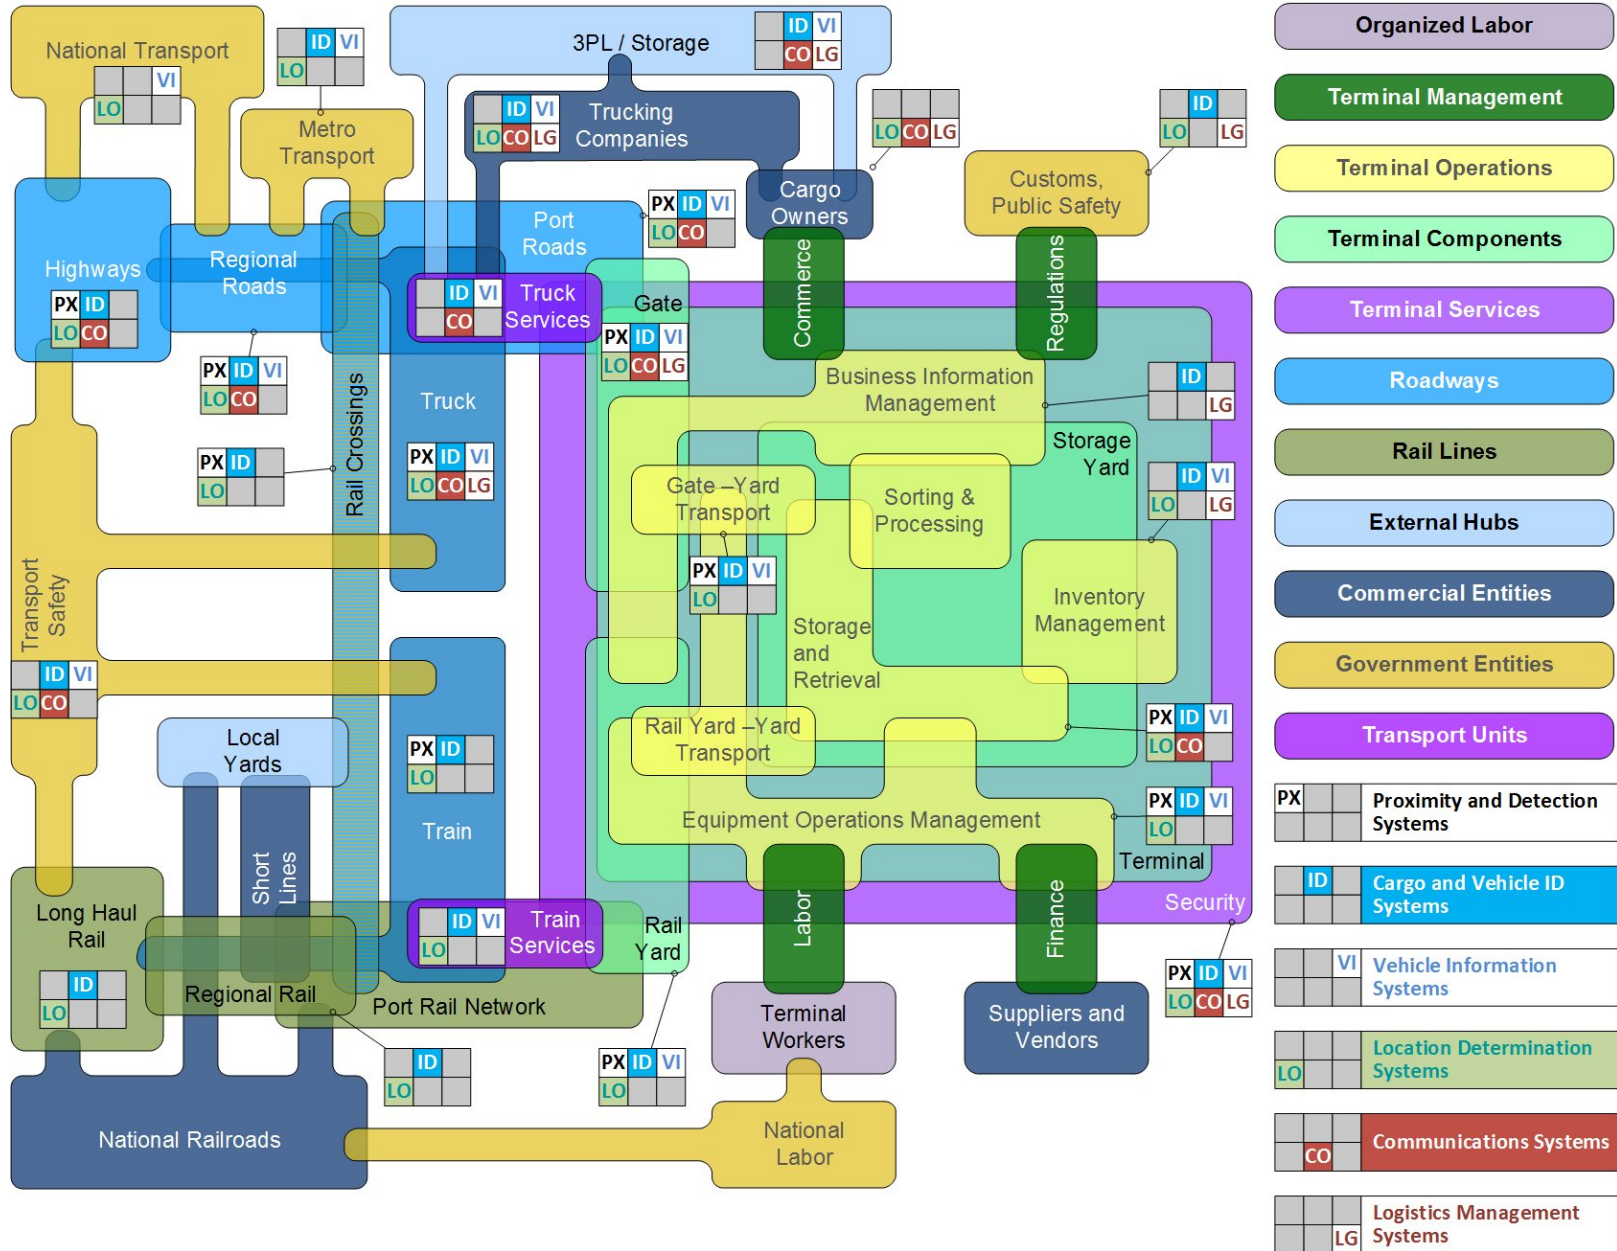 National Transport
VI
LO
ID VI
LO
3PL / Storage
ID VI
CO LG
Metro
Transport
ID VI
LO CO LG
Trucking
Companies
LO CO LG
ID
LO LG
Cargo
Owners
Customs,
Public Safety
Highways
PX ID
LO CO
Regional
Roads
PX ID VI
LO CO
Port
Roads
PX ID VI
LO CO
ID VI
CO
Truck
Services
Gate
PX ID VI
LO CO LG
Commerce
Regulations
Rail Crossings
PX ID
LO
Truck
PX ID VI
LO CO LG
Business Information
Management
ID
LG
Storage
Yard
ID VI
LO LG
Gate –Yard
Transport
PX ID VI
LO
Sorting &
Processing
Storage
and
Retrieval
Inventory
Management
Transport
Safety
ID VI
LO CO
PX ID VI
LO CO
Local
Yards
PX ID
LO
Train
Rail Yard –Yard
Transport
Equipment Operations Management
PX ID VI
LO
Terminal
Short
Lines
Long Haul
Rail
ID
LO
Regional Rail
ID
LO
Port Rail Network
ID VI
LO
Train
Services
Rail
Yard
PX ID VI
LO
Labor
Finance
Security
PX ID VI
LO CO LG
Terminal
Workers
Suppliers and
Vendors
National Railroads
National
Labor
Organized Labor
Terminal Management
Terminal Operations
Terminal Components
Terminal Services
Roadways
Rail Lines
External Hubs
Commercial Entities
Government Entities
Transport Units
PX
Proximity and Detection
Systems
ID
Cargo and Vehicle ID
Systems
VI
Vehicle Information
Systems
LO
Location Determination
Systems
CO
Communications Systems
LG
Logistics Management
Systems